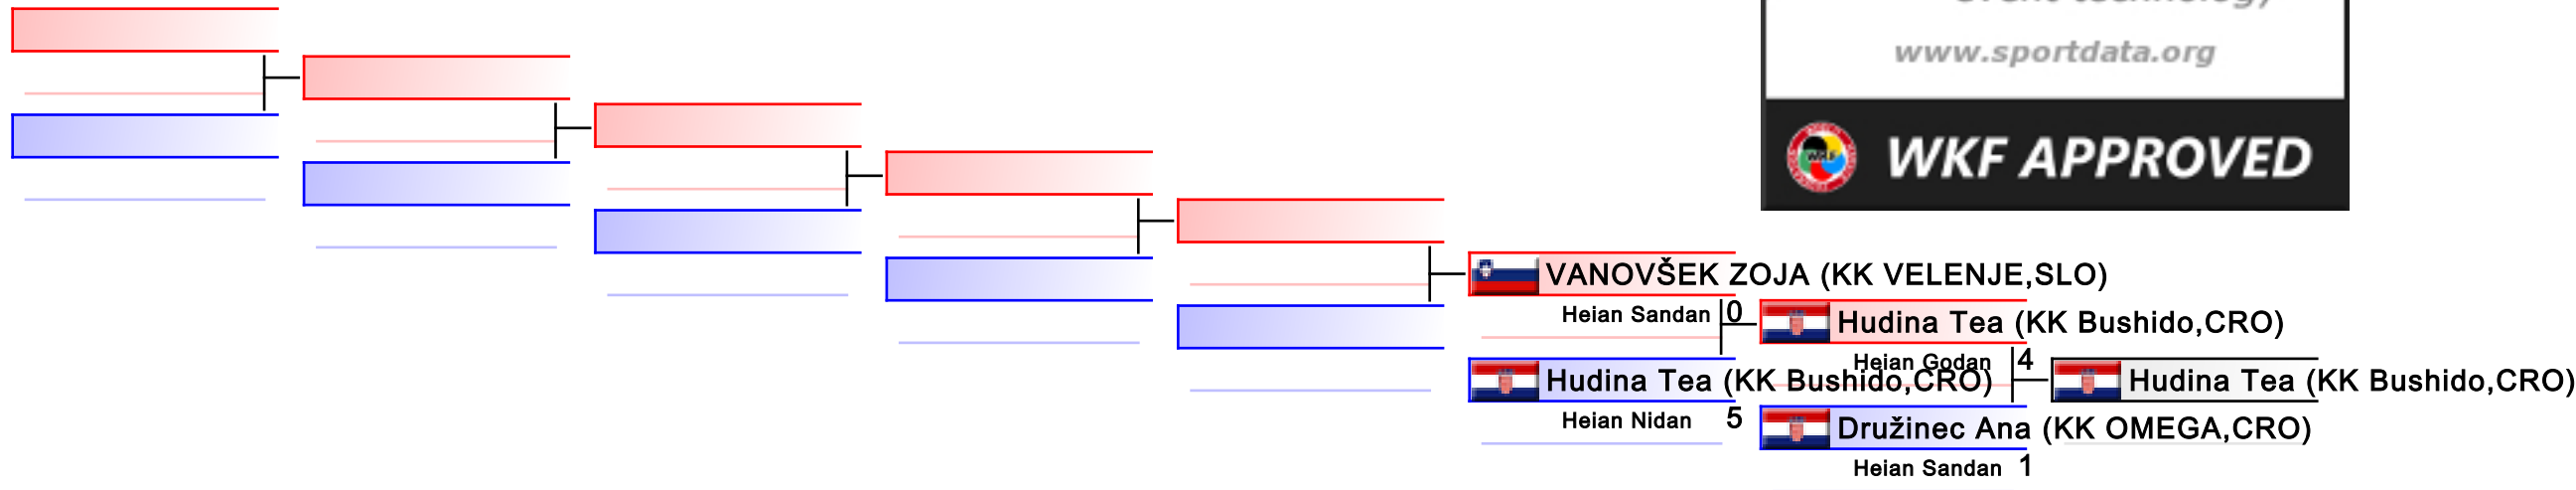 event technology
www.sportdata.org
WKF APPROVED
VANOVŠEK ZOJA (KK VELENJE,SLO)
Heian Sandan 0
Hudina Tea (KK Bushido,CRO)
Heian Godan 4
Hudina Tea (KK Bushido,CRO)
Hudina Tea (KK Bushido,CRO)
Heian Nidan 5
Družinec Ana (KK OMEGA,CRO)
Heian Sandan 1